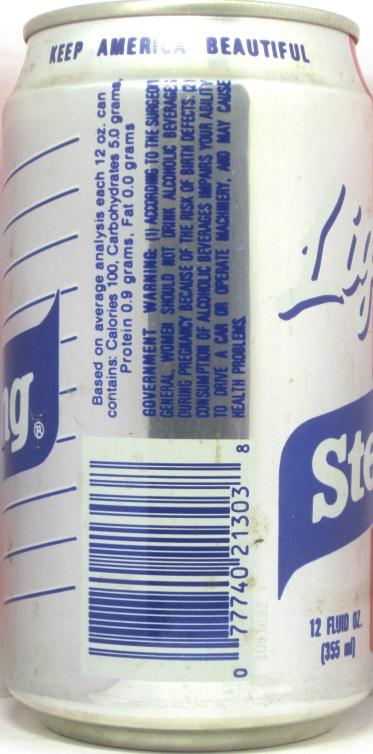 KEEP AMERICA BEAUTIFUL
Based on average analysis each 12 oz. can
contains: Calories 100, Carbohydrates 5.0 grams,
Protein 0.9 grams, Fat 0.0 grams
GOVERNMENT WARNING: (1) ACCORDING TO THE SURGEON
GENERAL, WOMEN SHOULD NOT DRINK ALCOHOLIC BEVERAGES
DURING PREGNANCY BECAUSE OF THE RISK OF BIRTH DEFECTS. (2)
CONSUMPTION OF ALCOHOLIC BEVERAGES IMPAIRS YOUR ABILITY
TO DRIVE A CAR OR OPERATE MACHINERY, AND MAY CAUSE
HEALTH PROBLEMS.
ng®
Lig
Ste
0 77740 21303 8
12 FLUID OZ.
(355 ml)